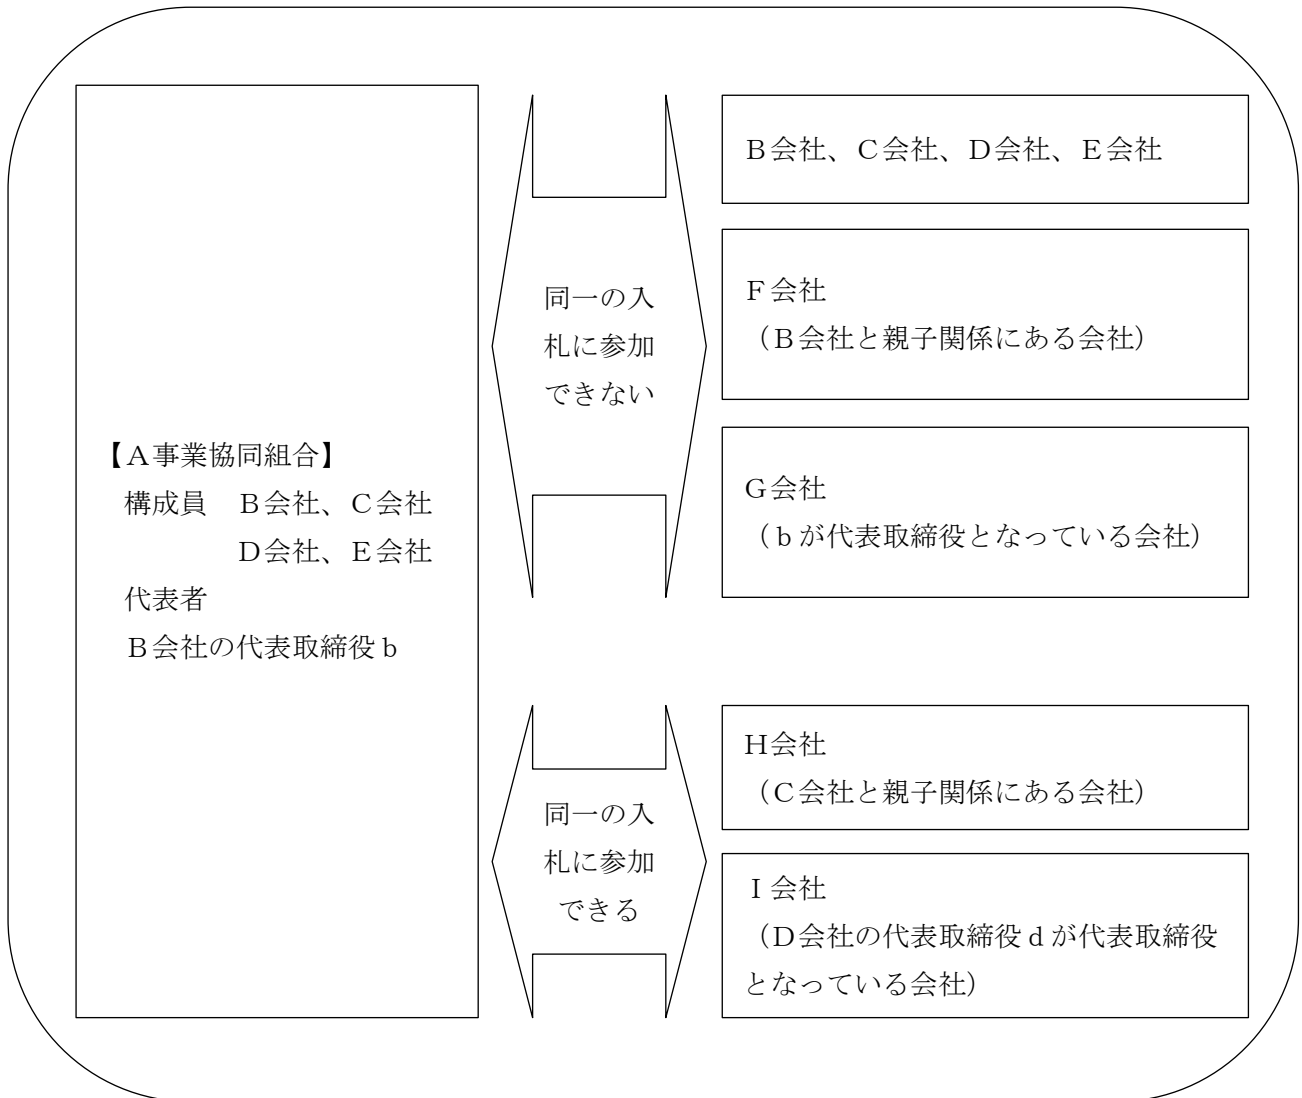 【Ａ事業協同組合】
構成員　Ｂ会社、Ｃ会社
Ｄ会社、Ｅ会社
代表者
Ｂ会社の代表取締役ｂ
同一の入
札に参加
できない
Ｂ会社、Ｃ会社、Ｄ会社、Ｅ会社
Ｆ会社
（Ｂ会社と親子関係にある会社）
Ｇ会社
（ｂが代表取締役となっている会社）
同一の入
札に参加
できる
Ｈ会社
（Ｃ会社と親子関係にある会社）
Ｉ会社
（Ｄ会社の代表取締役ｄが代表取締役
となっている会社）